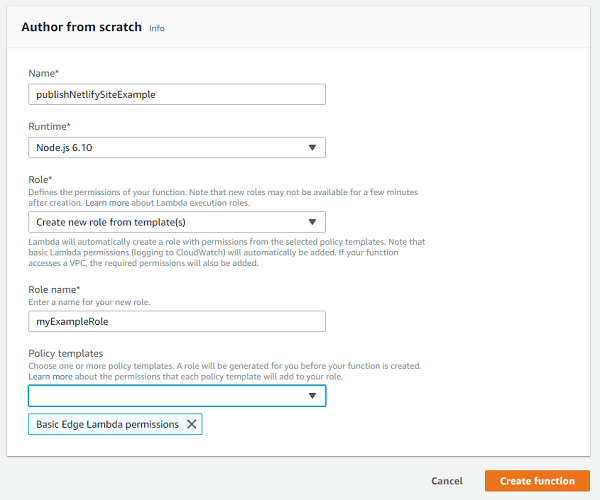 Author from scratch Info
Name*
publishNetlifySiteExample
Runtime*
Node.js 6.10
Role*
Defines the permissions of your function. Note that new roles may not be available for a few minutes
after creation. Learn more about Lambda execution roles.
Create new role from template(s)
Lambda will automatically create a role with permissions from the selected policy templates. Note that
basic Lambda permissions (logging to CloudWatch) will automatically be added. If your function
accesses a VPC, the required permissions will also be added.
Role name*
Enter a name for your new role.
myExampleRole
Policy templates
Choose one or more policy templates. A role will be generated for you before your function is created.
Learn more about the permissions that each policy template will add to your role.
Basic Edge Lambda permissions
Cancel Create function